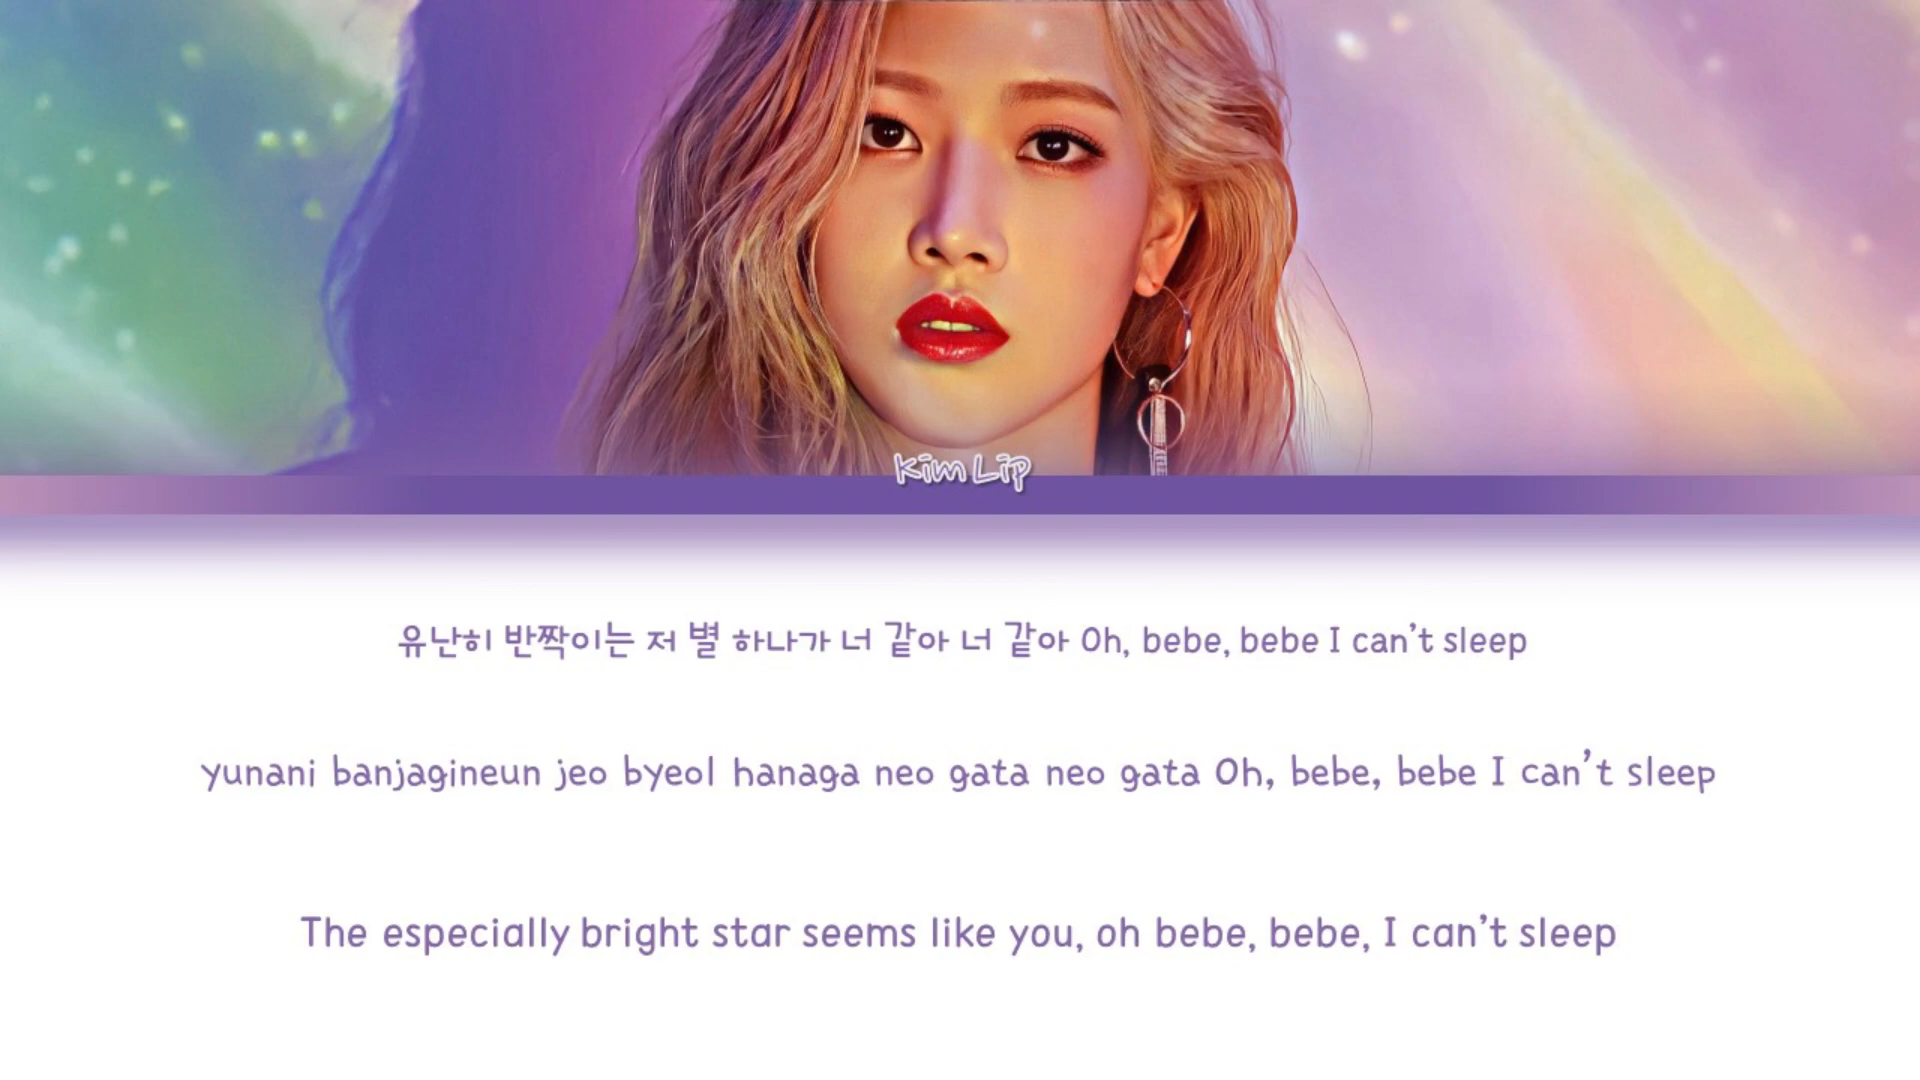 Kim Lip
유난히 반짝이는 저 별 하나가 너 같아 너 같아 Oh, bebe, bebe I can't sleep
yunani banjagineun jeo byeol hanaga neo gata neo gata Oh, bebe, bebe I can't sleep
The especially bright star seems like you, oh bebe, bebe, I can't sleep